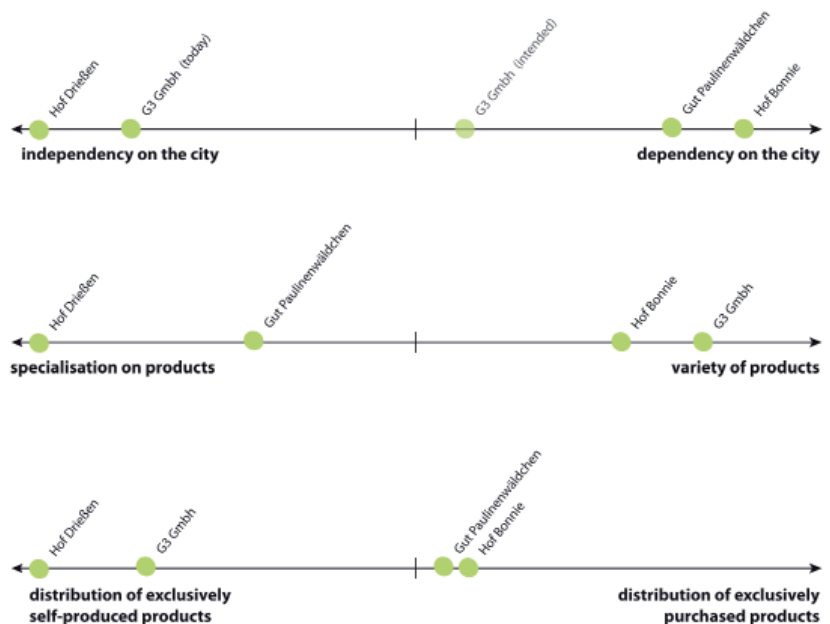 Hof Drießen
G3 Gmbh (today)
G3 Gmbh (intended)
Gut Paulinenwäldchen
Hof Bonnie
independency on the city
dependency on the city
Hof Drießen
Gut Paulinenwäldchen
Hof Bonnie
G3 Gmbh
specialisation on products
variety of products
Hof Drießen
G3 Gmbh
Gut Paulinenwäldchen
Hof Bonnie
distribution of exclusively
self-produced products
distribution of exclusively
purchased products